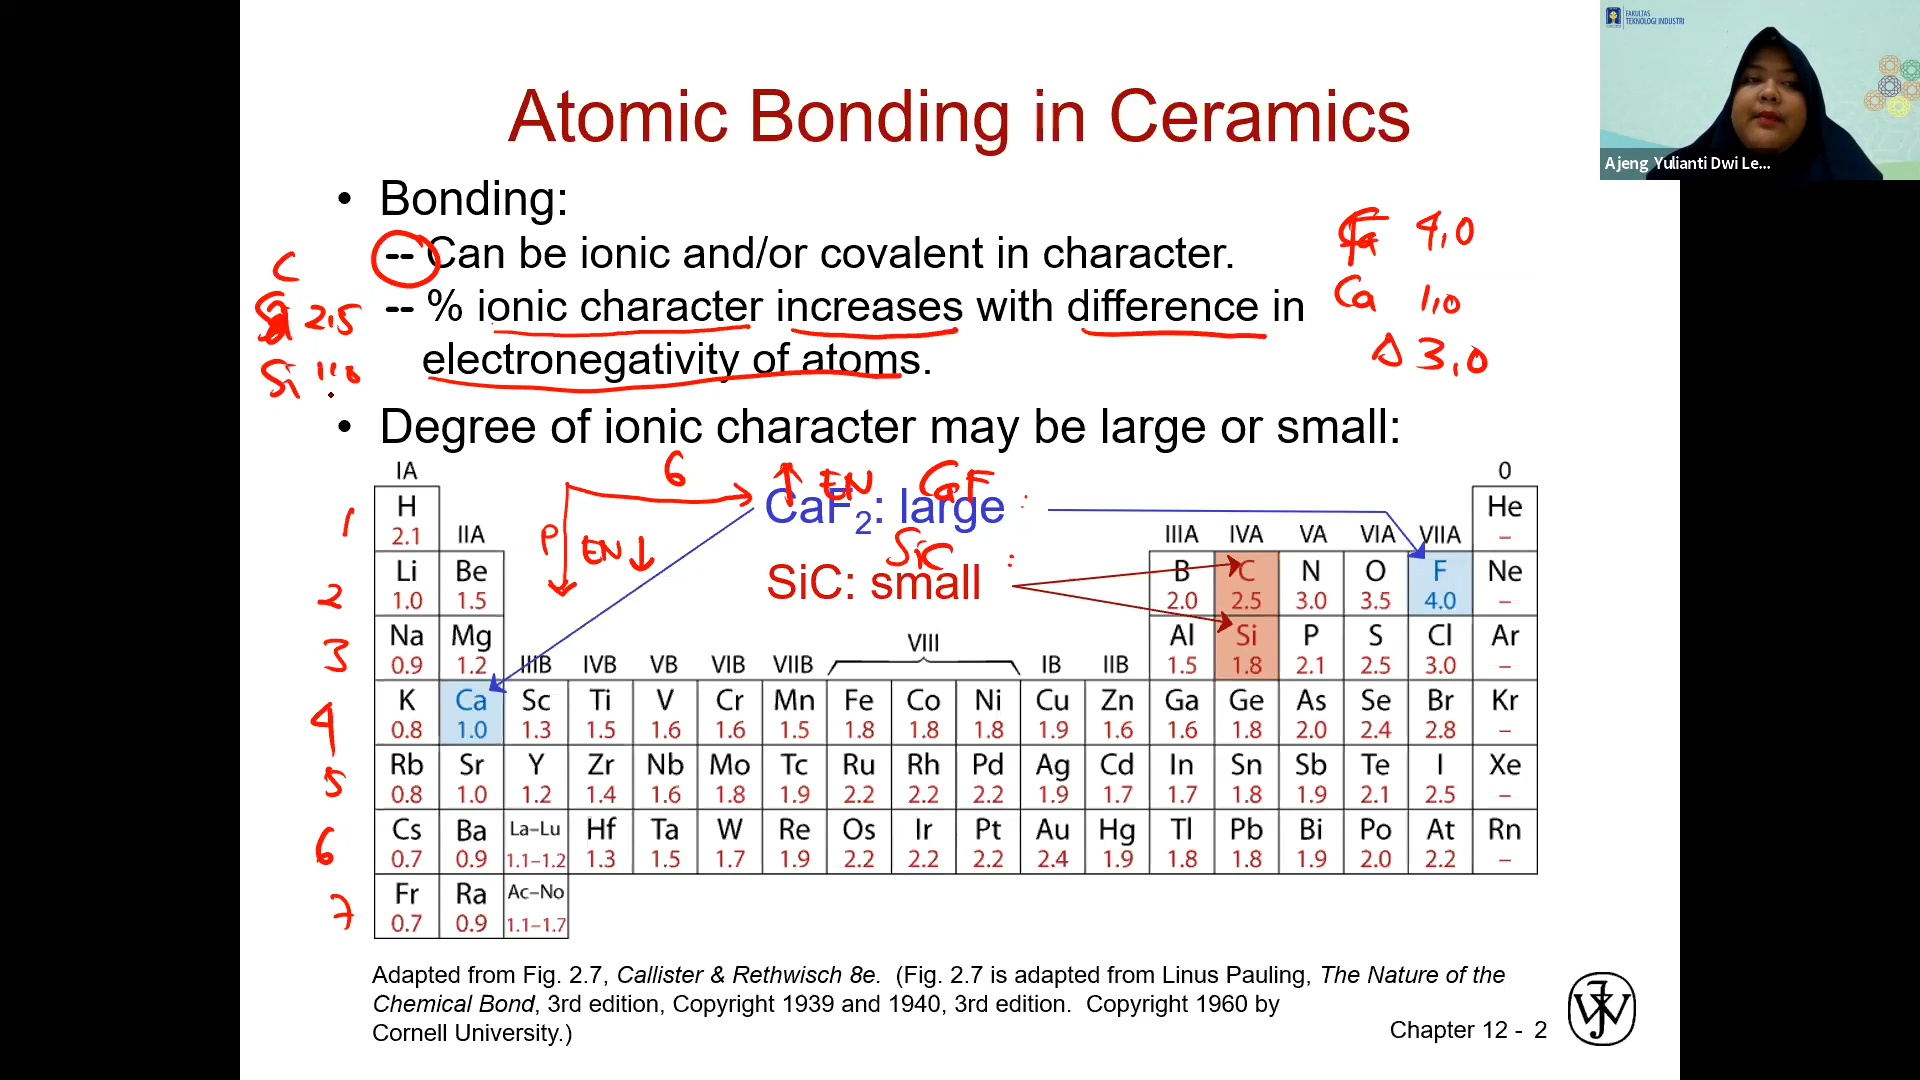 FAKULTAS
TEKNOLOGI INDUSTRI
Ajeng Yulianti Dwi Le...
Atomic Bonding in Ceramics
• Bonding:
-- Can be ionic and/or covalent in character.
-- % ionic character increases with difference in
electronegativity of atoms.
F 4,0
Ca 1,0
Δ 3,0
C
2,5
Si
• Degree of ionic character may be large or small:
G
P
EN ↓
↑ EN
CaF
CaF2: large
SiC
SiC: small
1
2
3
4
5
6
7
IA 0
H He
2.1 –
IIA IIIA IVA VA VIA VIIA
Li Be B C N O F Ne
1.0 1.5 2.0 2.5 3.0 3.5 4.0 –
Na Mg Al Si P S Cl Ar
0.9 1.2 1.5 1.8 2.1 2.5 3.0 –
IIIB IVB VB VIB VIIB VIII IB IIB
K Ca Sc Ti V Cr Mn Fe Co Ni Cu Zn Ga Ge As Se Br Kr
0.8 1.0 1.3 1.5 1.6 1.6 1.5 1.8 1.8 1.8 1.9 1.6 1.6 1.8 2.0 2.4 2.8 –
Rb Sr Y Zr Nb Mo Tc Ru Rh Pd Ag Cd In Sn Sb Te I Xe
0.8 1.0 1.2 1.4 1.6 1.8 1.9 2.2 2.2 2.2 1.9 1.7 1.7 1.8 1.9 2.1 2.5 –
Cs Ba La–Lu Hf Ta W Re Os Ir Pt Au Hg Tl Pb Bi Po At Rn
0.7 0.9 1.1–1.2 1.3 1.5 1.7 1.9 2.2 2.2 2.2 2.4 1.9 1.8 1.8 1.9 2.0 2.2 –
Fr Ra Ac–No
0.7 0.9 1.1–1.7
Adapted from Fig. 2.7, Callister & Rethwisch 8e. (Fig. 2.7 is adapted from Linus Pauling, The Nature of the
Chemical Bond, 3rd edition, Copyright 1939 and 1940, 3rd edition. Copyright 1960 by
Cornell University.)
Chapter 12 - 2